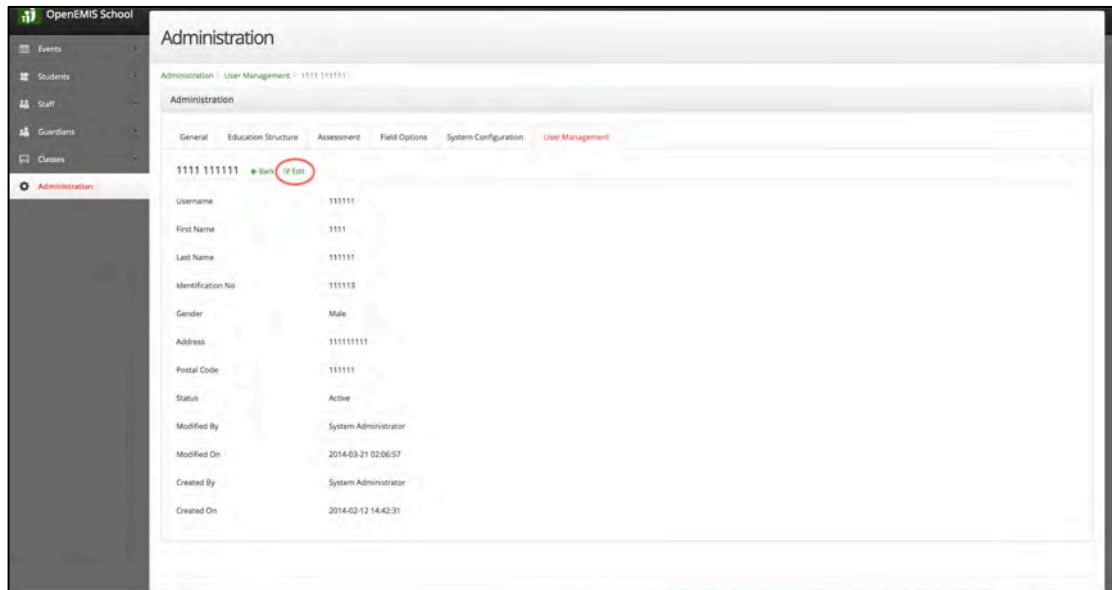 OpenEMIS School
Events
Students
Staff
Guardians
Classes
Administration
Administration
Administration / User Management / 1111 111111
Administration
General Education Structure Assessment Field Options System Configuration User Management
1111 111111 Back Edit
Username 111111
First Name 1111
Last Name 111111
Identification No 111113
Gender Male
Address 111111111
Postal Code 111111
Status Active
Modified By System Administrator
Modified On 2014-03-21 02:06:57
Created By System Administrator
Created On 2014-02-12 14:42:31